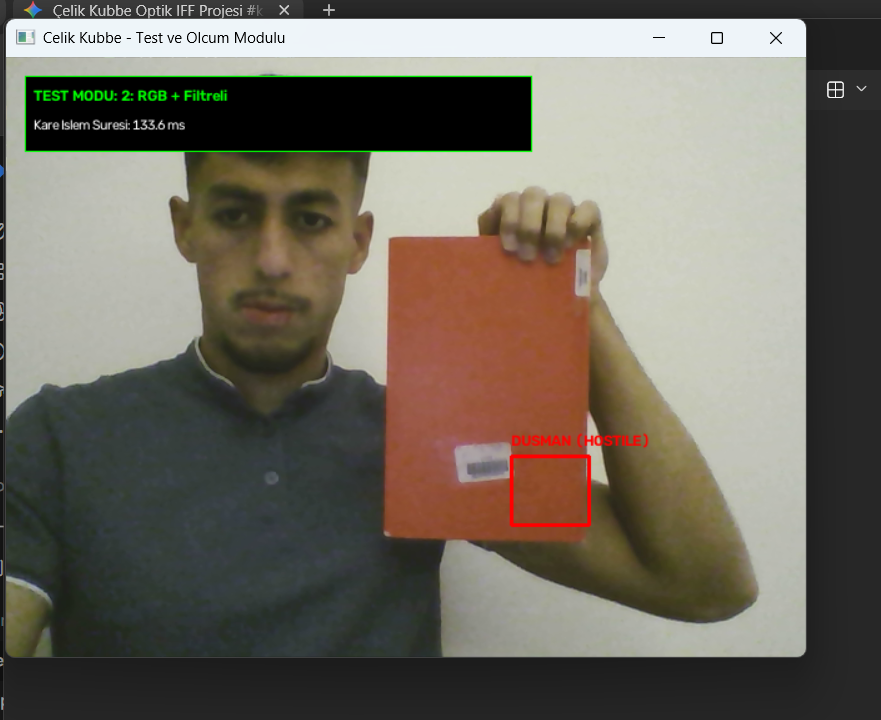 Çelik Kubbe Optik IFF Projesi #k
Celik Kubbe - Test ve Olcum Modulu
TEST MODU: 2: RGB + Filtreli
Kare Islem Suresi: 133.6 ms
DUSMAN (HOSTILE)